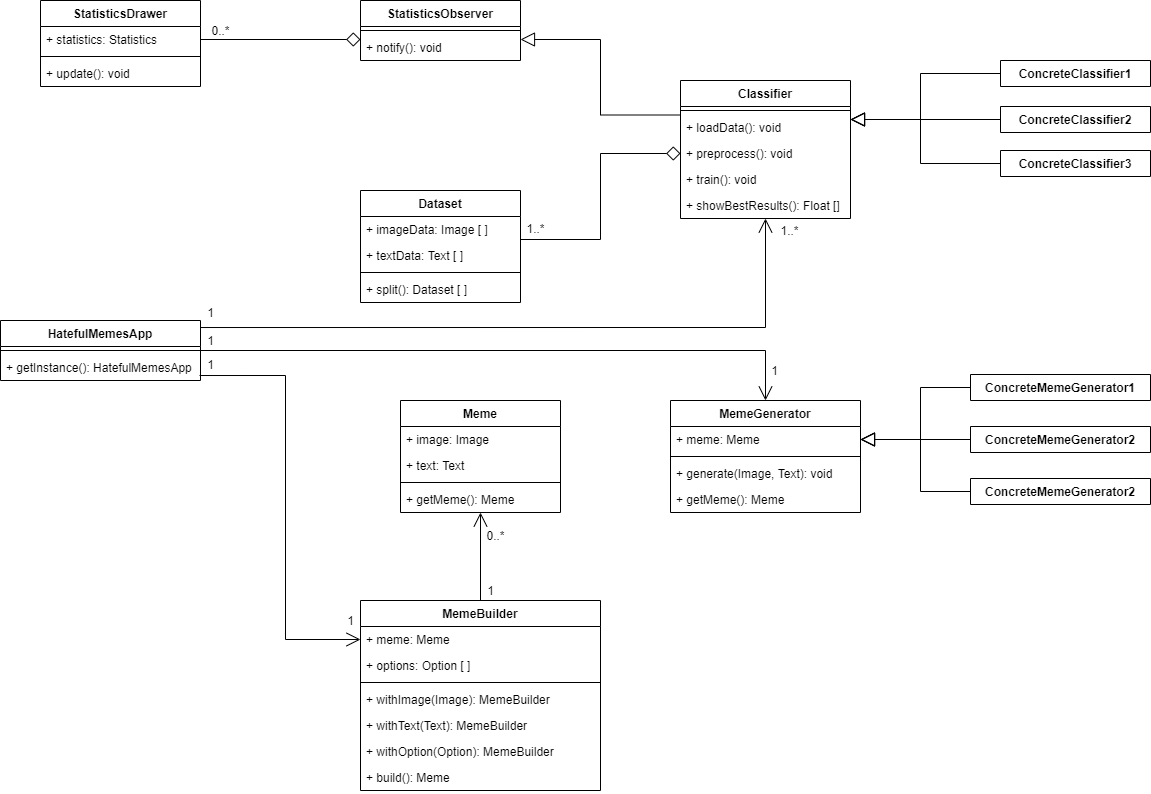 StatisticsDrawer
+ statistics: Statistics
+ update(): void
0..*
StatisticsObserver
+ notify(): void
Classifier
+ loadData(): void
+ preprocess(): void
+ train(): void
+ showBestResults(): Float []
ConcreteClassifier1
ConcreteClassifier2
ConcreteClassifier3
Dataset
+ imageData: Image [ ]
+ textData: Text [ ]
+ split(): Dataset [ ]
1..*
1..*
HatefulMemesApp
+ getInstance(): HatefulMemesApp
1
1
1
1
Meme
+ image: Image
+ text: Text
+ getMeme(): Meme
MemeGenerator
+ meme: Meme
+ generate(Image, Text): void
+ getMeme(): Meme
ConcreteMemeGenerator1
ConcreteMemeGenerator2
ConcreteMemeGenerator2
0..*
1
1
MemeBuilder
+ meme: Meme
+ options: Option [ ]
+ withImage(Image): MemeBuilder
+ withText(Text): MemeBuilder
+ withOption(Option): MemeBuilder
+ build(): Meme